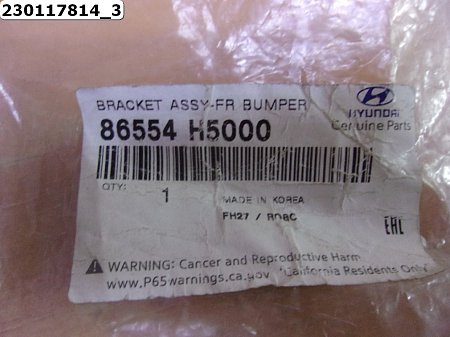 230117814_3
BRACKET ASSY-FR BUMPER
HYUNDAI
86554 H5000
Genuine Parts
QTY: 1
MADE IN KOREA
FH27 /
EAC
WARNING: Cancer and Reproductive Harm
www.P65warnings.ca.gov *California Residents Only*